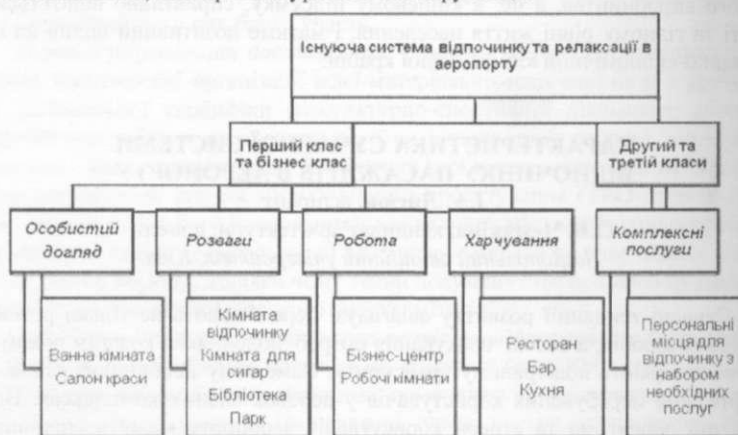 Існуюча система відпочинку та релаксації в
аеропорту
Перший клас
та бізнес клас
Другий та
третій класи
Особистий
догляд
Розваги
Робота
Харчування
Комплексні
послуги
Ванна кімната
Салон краси
Кімната
відпочинку
Кімната для
сигар
Бібліотека
Парк
Бізнес-центр
Робочі кімнати
Ресторан
Бар
Кухня
Персональні
місця для
відпочинку з
набором
необхідних
послуг